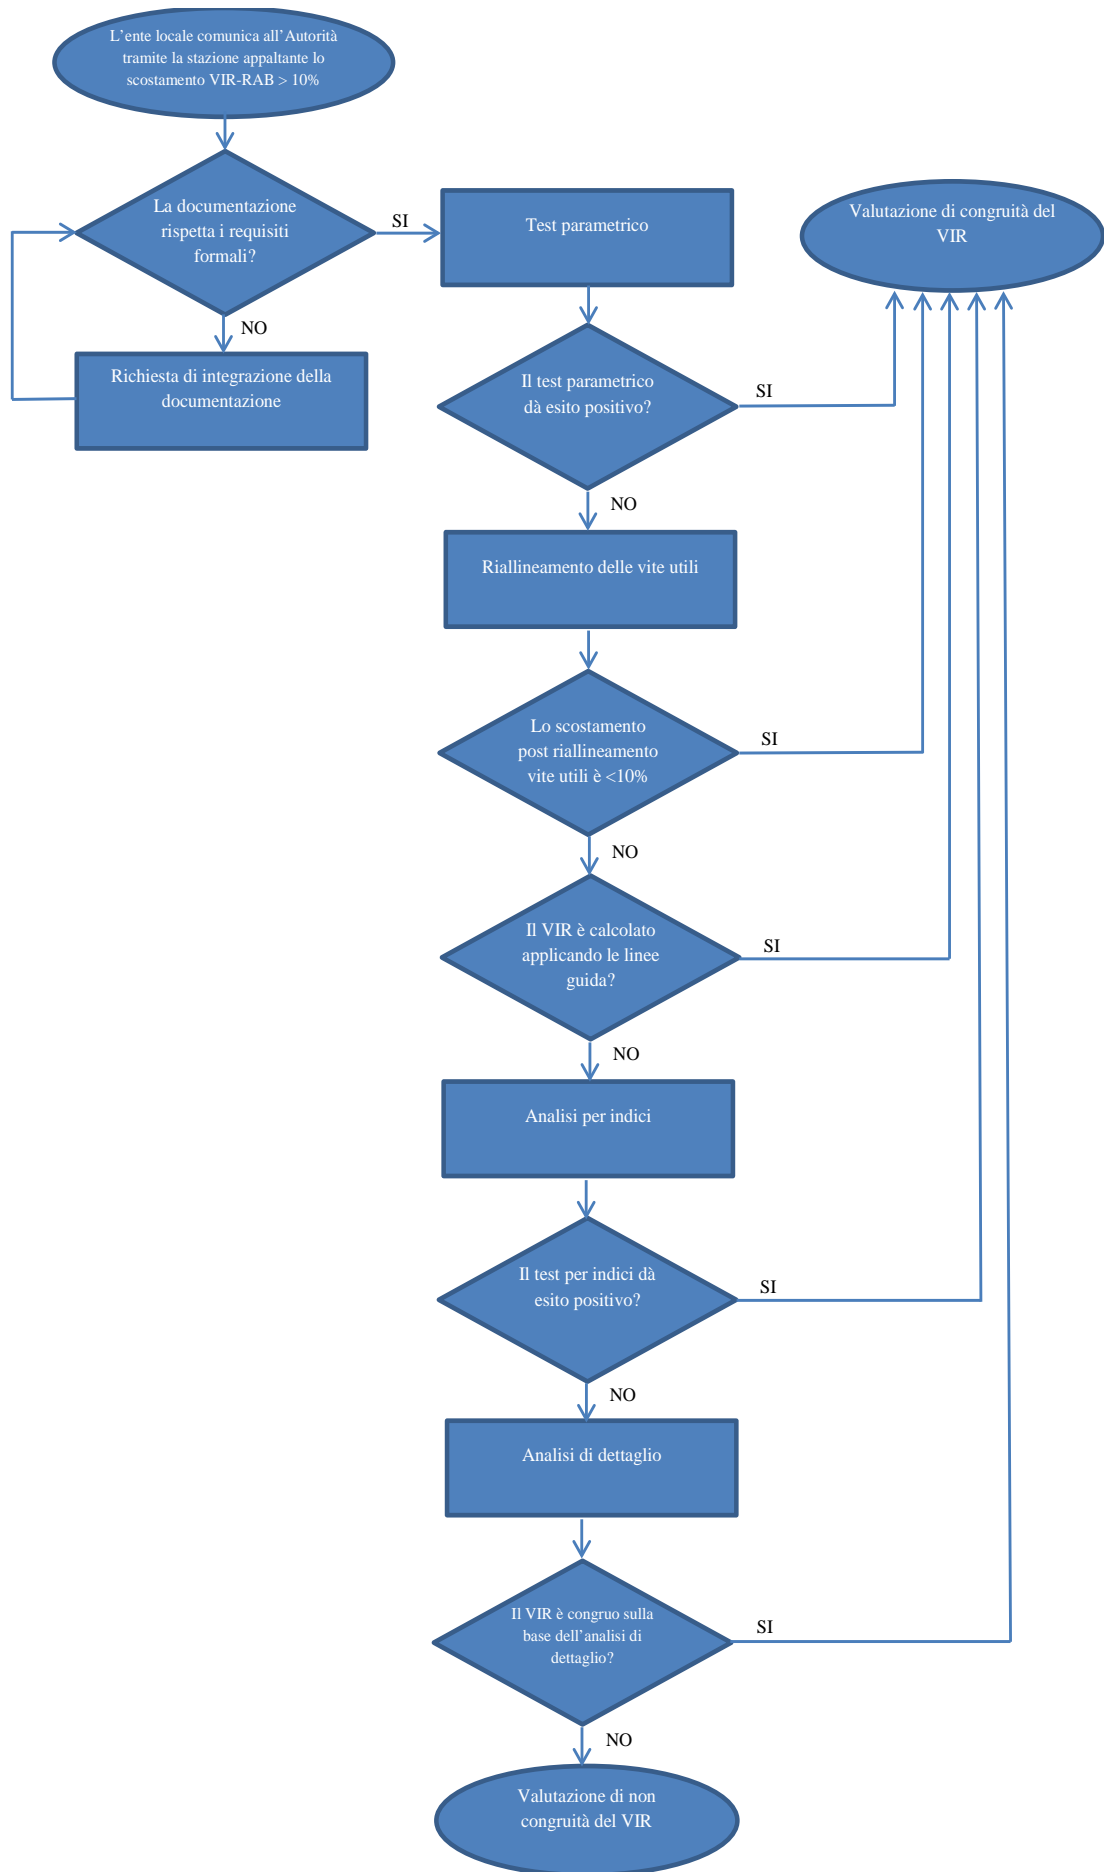 L'ente locale comunica all'Autorità
tramite la stazione appaltante lo
scostamento VIR-RAB > 10%
La documentazione
rispetta i requisiti
formali?
SI
NO
Richiesta di integrazione della
documentazione
Test parametrico
Valutazione di congruità del
VIR
Il test parametrico
dà esito positivo?
SI
NO
Riallineamento delle vite utili
Lo scostamento
post riallineamento
vite utili è <10%
SI
NO
Il VIR è calcolato
applicando le linee
guida?
SI
NO
Analisi per indici
Il test per indici dà
esito positivo?
SI
NO
Analisi di dettaglio
Il VIR è congruo sulla
base dell'analisi di
dettaglio?
SI
NO
Valutazione di non
congruità del VIR